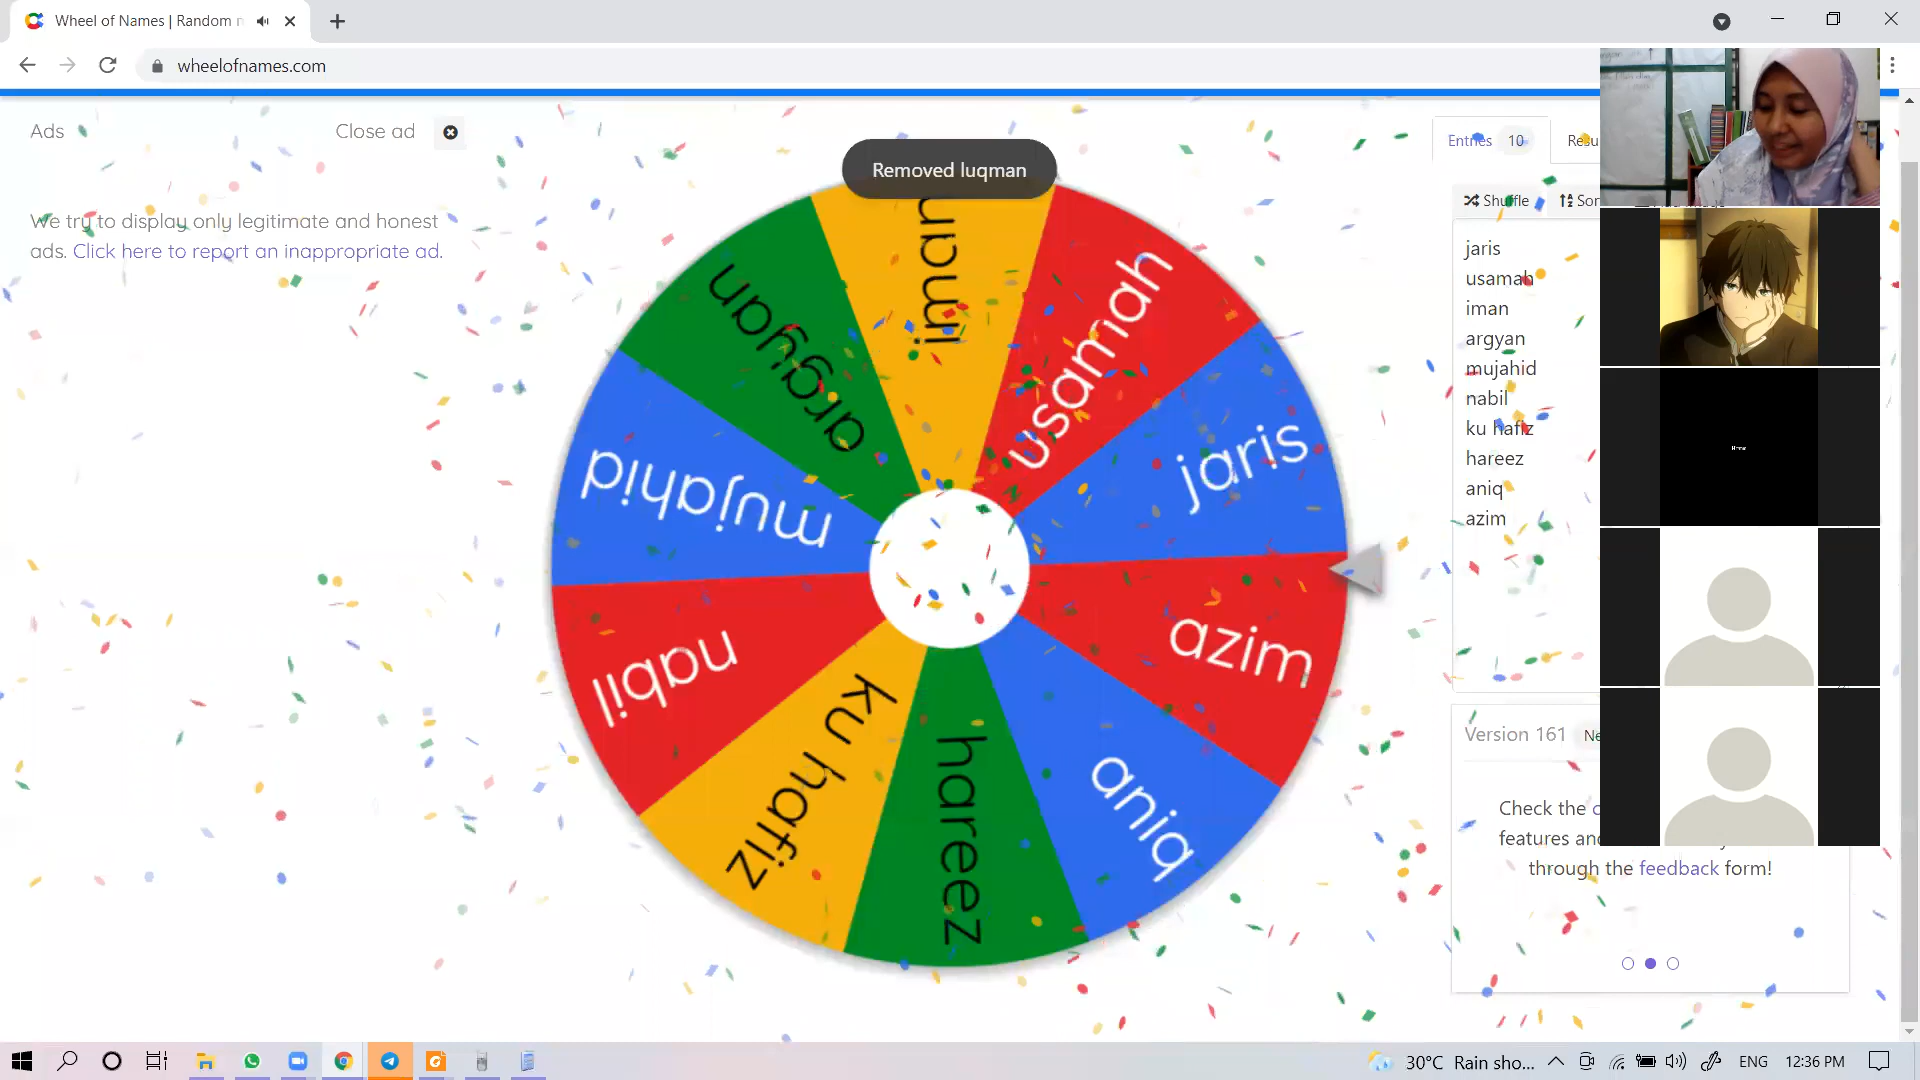 Wheel of Names | Random n
wheelofnames.com
Ads
Close ad
We try to display only legitimate and honest
ads. Click here to report an inappropriate ad.
Removed luqman
iman
usamah
jaris
azim
aniq
hareez
ku hafiz
nabil
mujahid
argyan
Entries 10
Resu
Shuffle
Sor
jaris
usamah
iman
argyan
mujahid
nabil
ku hafiz
hareez
aniq
azim
Version 161
Ne
Check the
features and
through the feedback form!
30°C Rain sho...
ENG
12:36 PM